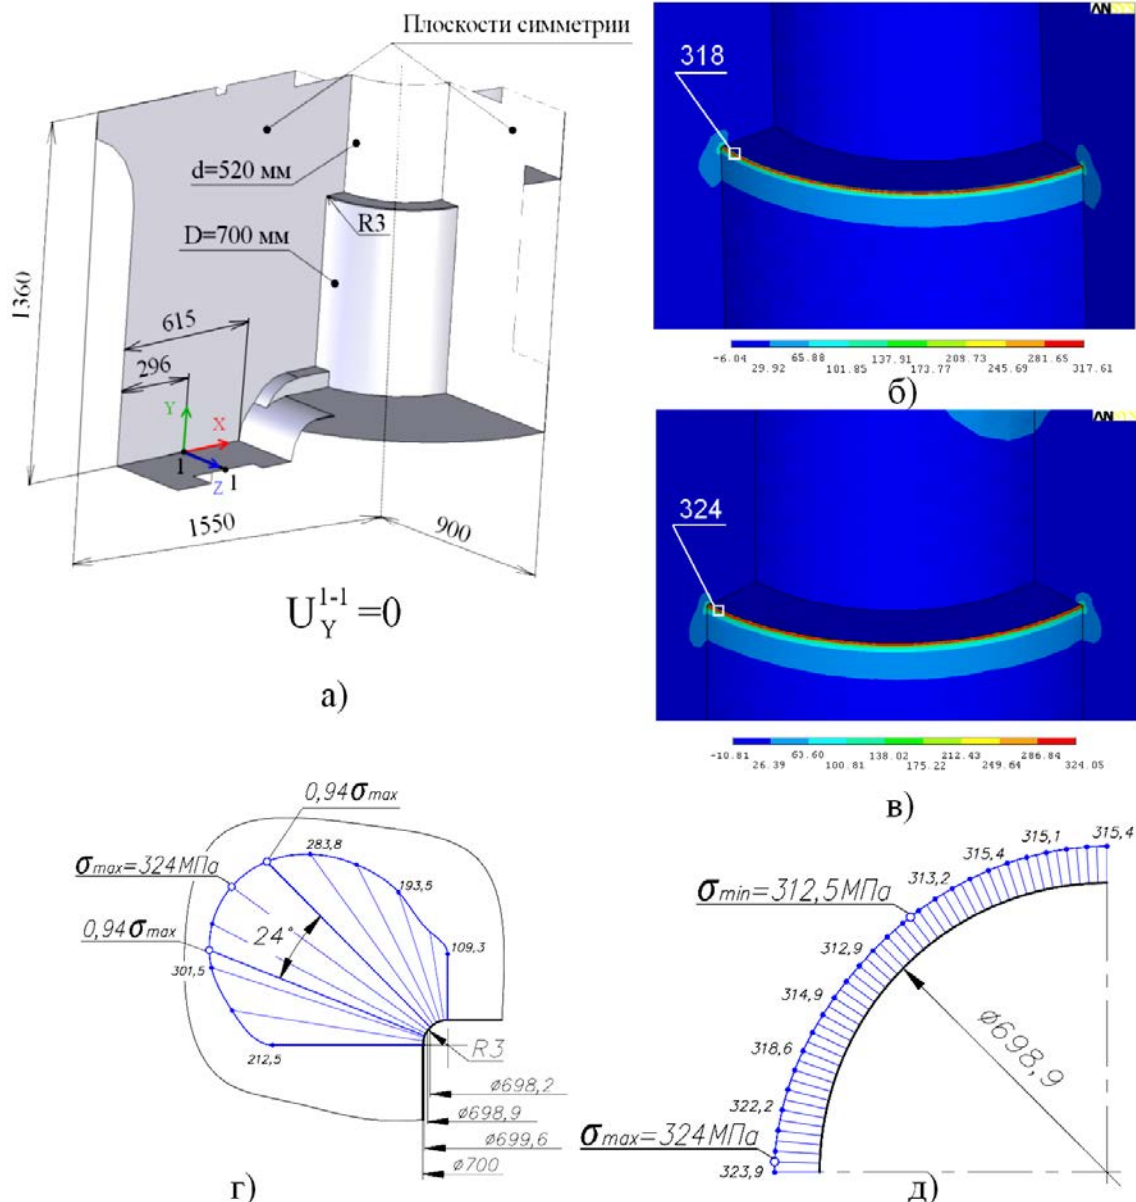 Плоскости симметрии
d=520 мм
R3
D=700 мм
1360
615
296
Y
X
1
Z
1
1550
900
U_Y^{1-1}=0
а)
AN
318
-6.04 65.88 137.91 209.73 281.65
29.92 101.85 173.77 245.69 317.61
б)
AN
324
-10.81 63.60 138.02 212.43 286.84
26.39 100.81 175.22 249.64 324.05
в)
0,94σmax
283,8
σmax=324МПа
193,5
0,94σmax
24°
109,3
301,5
212,5
R3
ø698,2
ø698,9
ø699,6
ø700
г)
315,4
315,1
315,4
313,2
σmin=312,5МПа
312,9
314,9
318,6
ø698,9
322,2
σmax=324МПа
323,9
д)